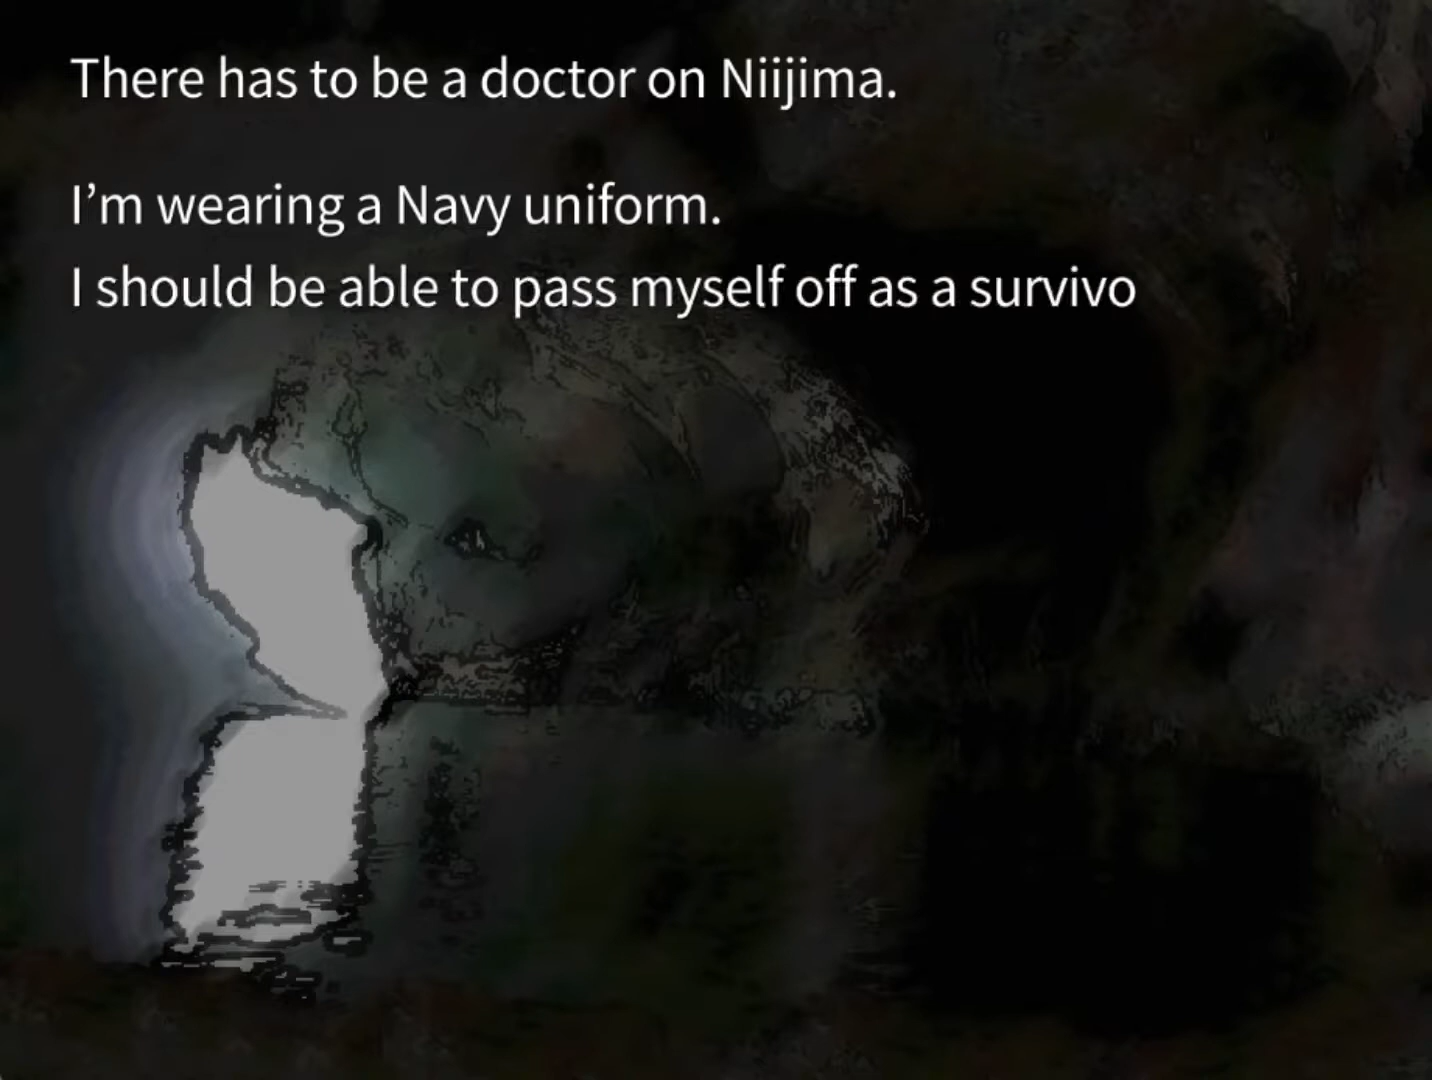 There has to be a doctor on Niijima.
I’m wearing a Navy uniform.
I should be able to pass myself off as a survivo